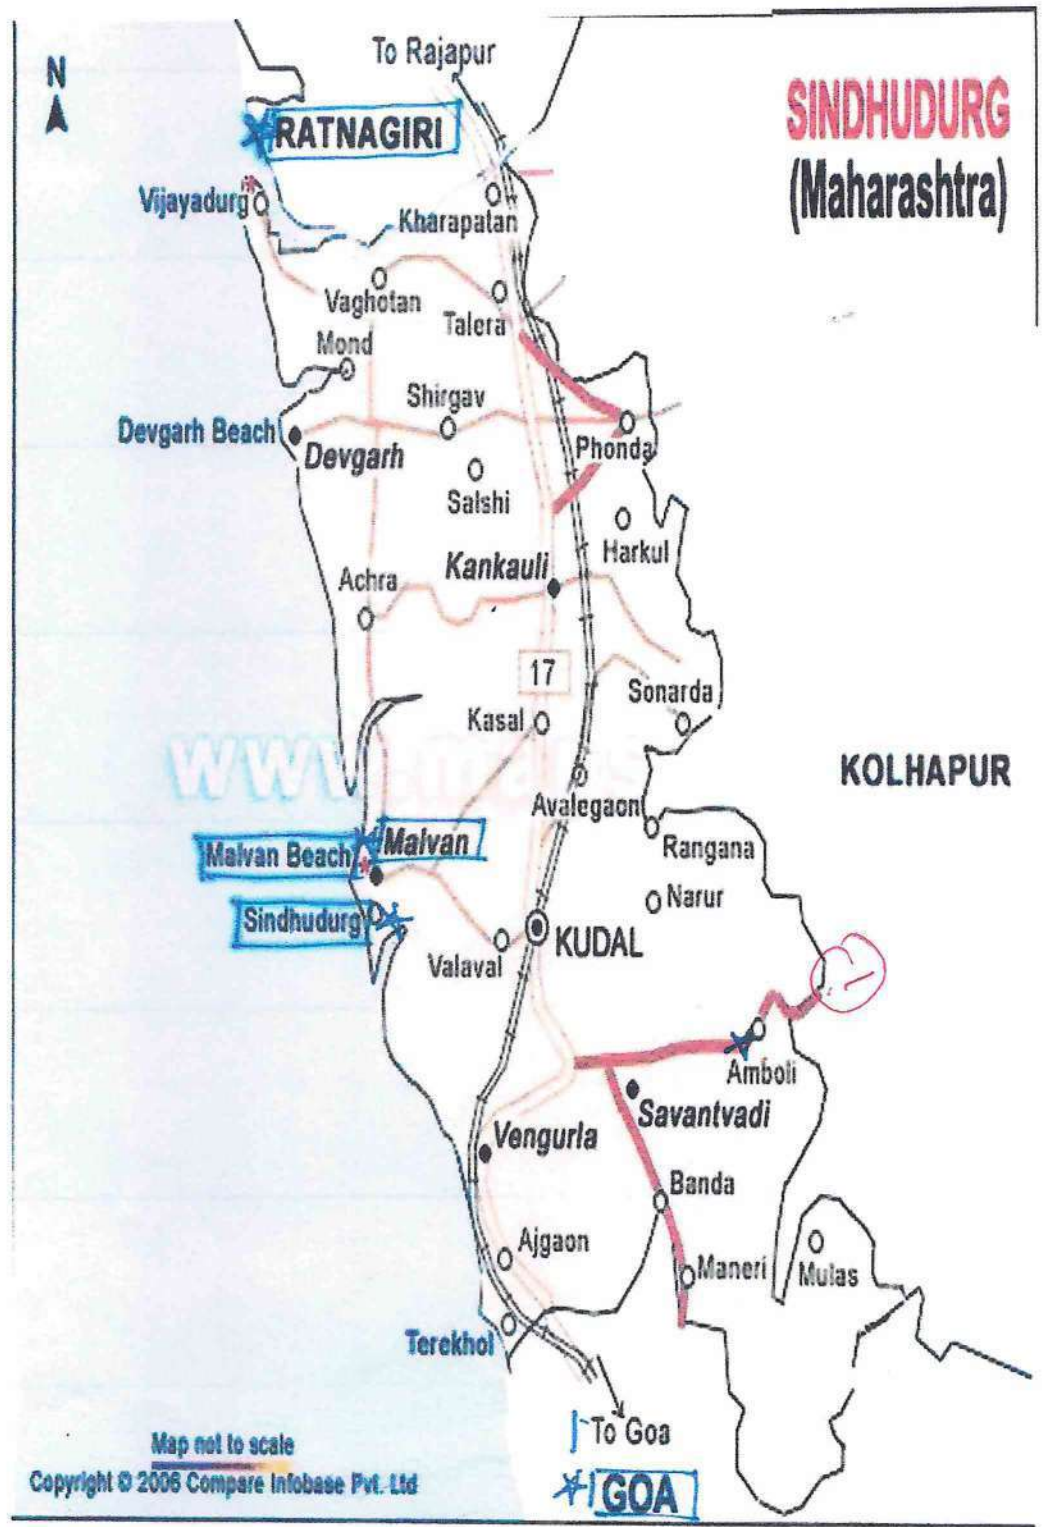 To Rajapur
N
SINDHUDURG
(Maharashtra)
RATNAGIRI
Vijayadurg
Kharapatan
Vaghotan
Talera
Mond
Shirgav
Devgarh Beach
Devgarh
Phonda
Salshi
Harkul
Kankauli
Achra
17
Sonarda
Kasal
KOLHAPUR
Avalegaon
Malvan
Rangana
Malvan Beach
Narur
Sindhudurg
KUDAL
Valaval
Amboli
Savantvadi
Vengurla
Banda
Ajgaon
Maneri
Mulas
Terekhol
To Goa
Map not to scale
Copyright © 2006 Compare Infobase Pvt. Ltd
GOA